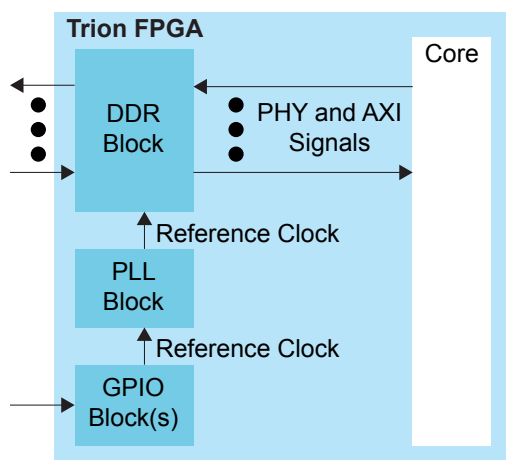 Trion FPGA
Core
DDR
Block
PHY and AXI
Signals
Reference Clock
PLL
Block
Reference Clock
GPIO
Block(s)